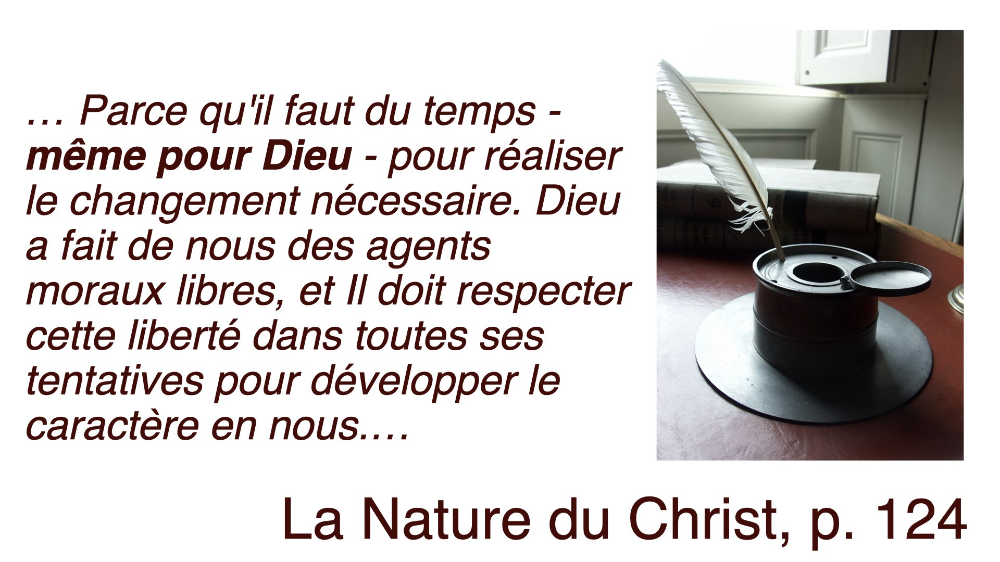 … Parce qu'il faut du temps -
même pour Dieu - pour réaliser
le changement nécessaire. Dieu
a fait de nous des agents
moraux libres, et Il doit respecter
cette liberté dans toutes ses
tentatives pour développer le
caractère en nous.…
La Nature du Christ, p. 124